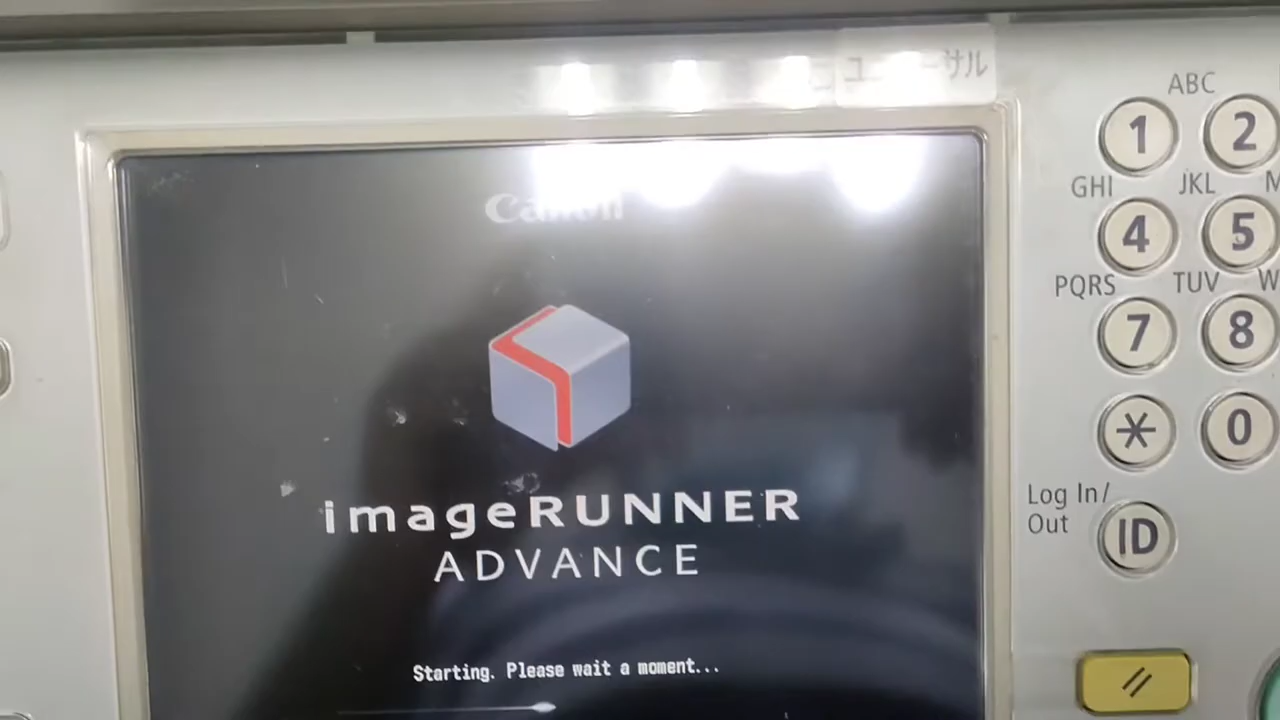 Canon
imageRUNNER
ADVANCE
Starting. Please wait a moment...
ABC
1
2
GHI
JKL
M
4
5
PQRS
TUV
W
7
8
*
0
Log In/
Out
ID